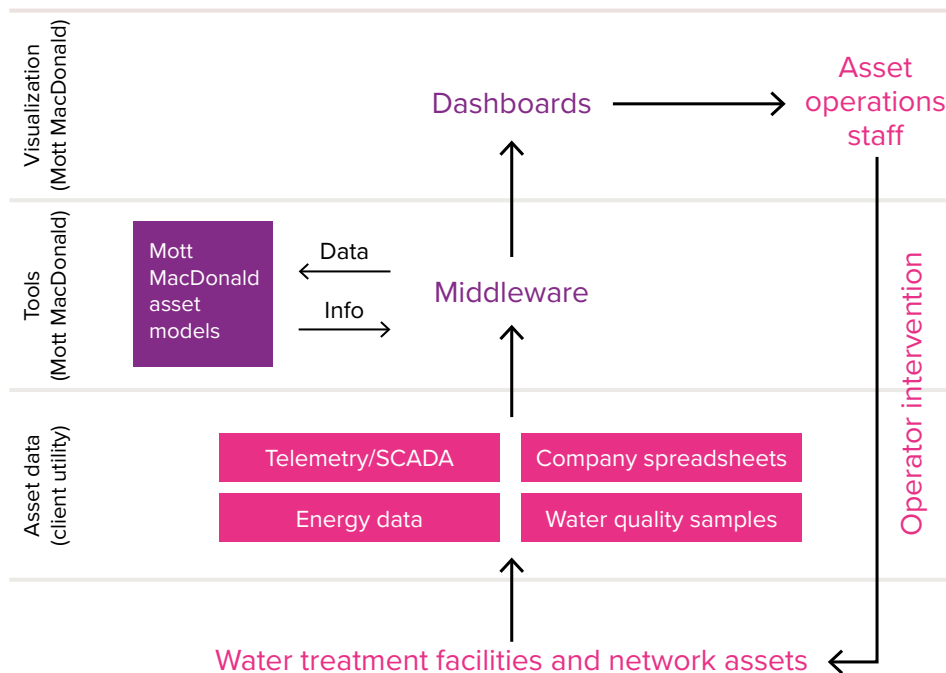 Visualization
(Mott MacDonald)
Dashboards
Asset
operations
staff
Tools
(Mott MacDonald)
Mott
MacDonald
asset
models
Data
Info
Middleware
Operator intervention
Asset data
(client utility)
Telemetry/SCADA
Company spreadsheets
Energy data
Water quality samples
Water treatment facilities and network assets